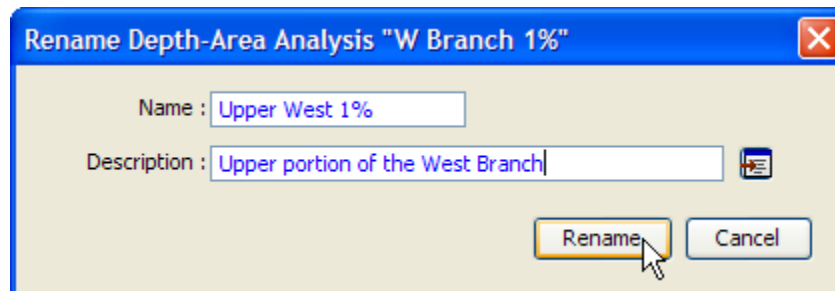 Rename Depth-Area Analysis "W Branch 1%"
Name : Upper West 1%
Description : Upper portion of the West Branch
Rename Cancel